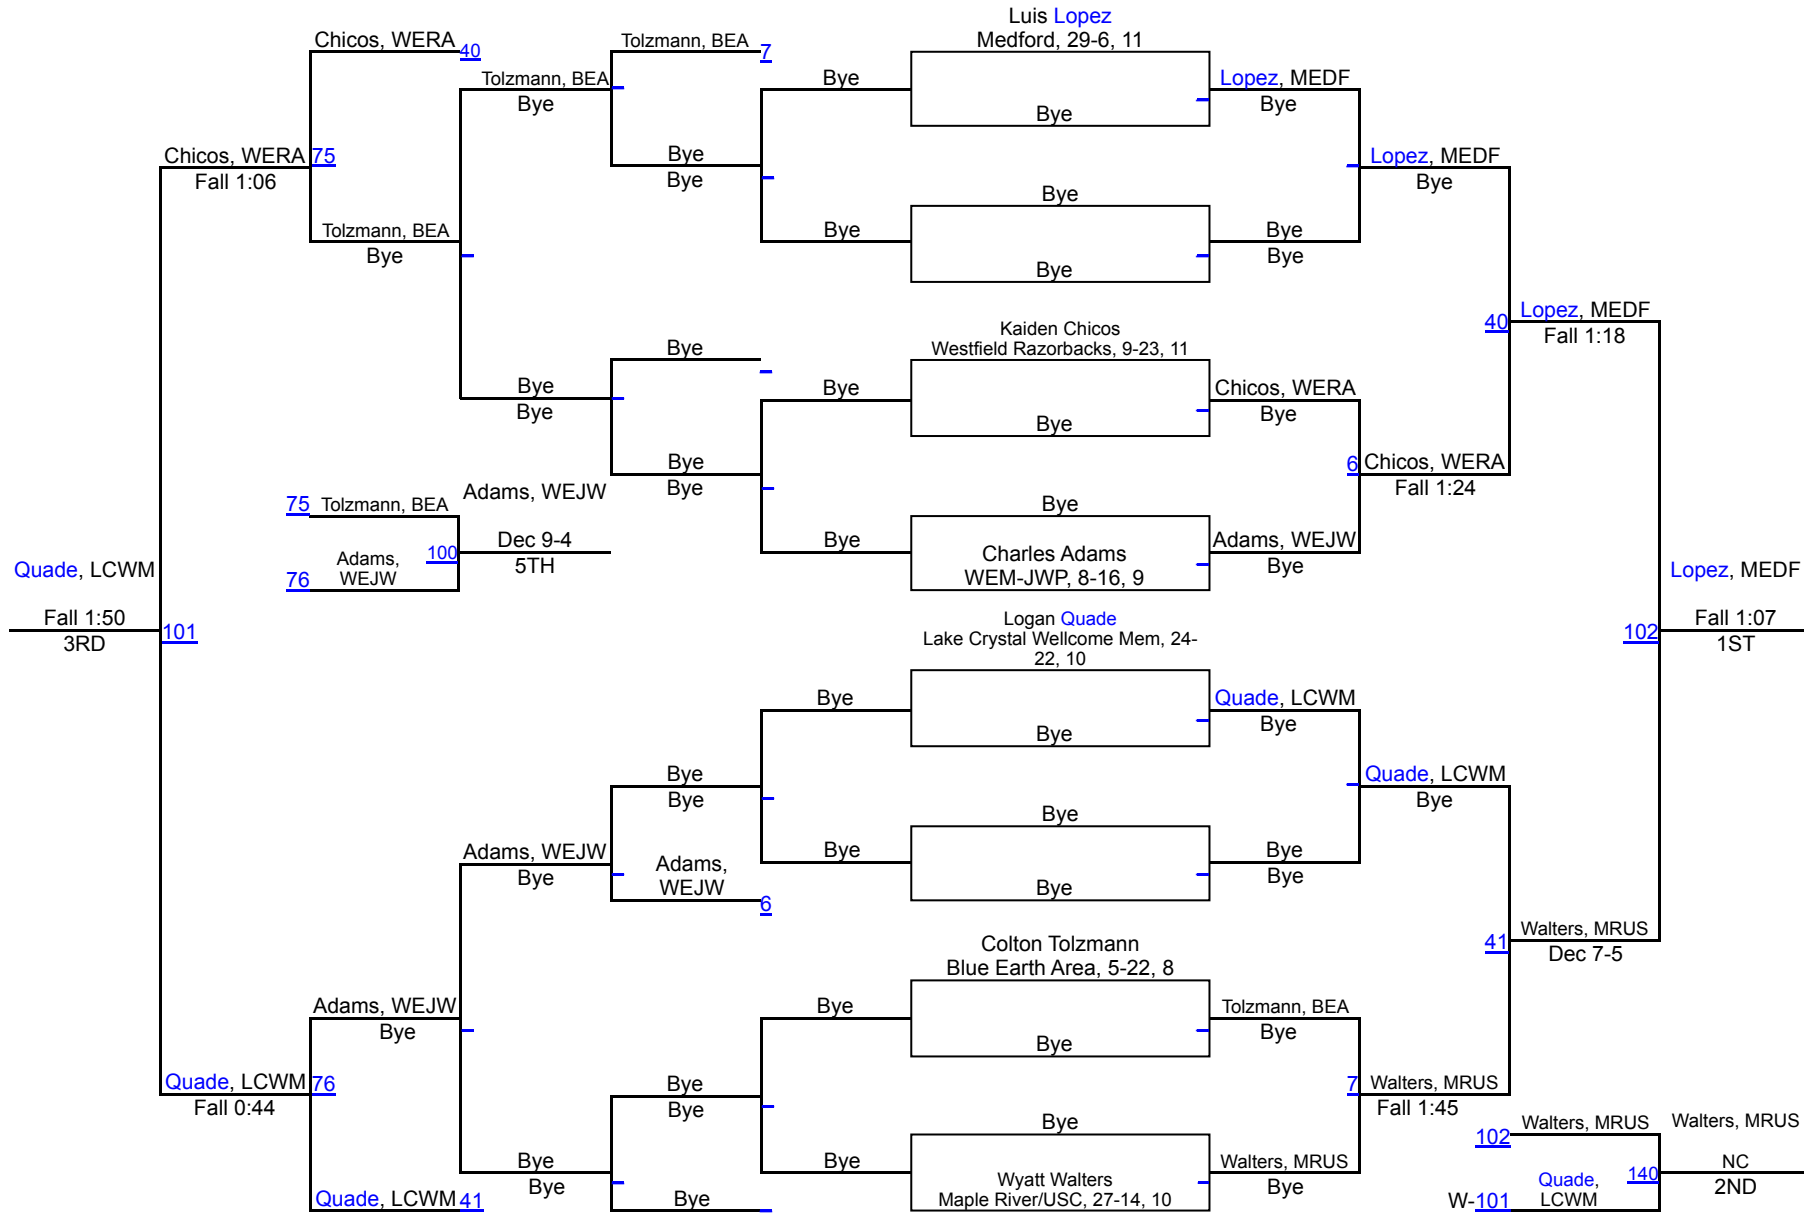 Luis Lopez
Medford, 29-6, 11
Chicos, WERA
40
Tolzmann, BEA
7
Tolzmann, BEA
Bye
Bye
Bye
Lopez, MEDF
Bye
Chicos, WERA
75
Fall 1:06
Bye
Bye
Lopez, MEDF
Bye
Bye
Tolzmann, BEA
Bye
Bye
Bye
Bye
Bye
Kaiden Chicos
Westfield Razorbacks, 9-23, 11
40
Lopez, MEDF
Fall 1:18
Bye
Bye
Bye
Bye
Bye
Chicos, WERA
Bye
Bye
Bye
6
Chicos, WERA
Fall 1:24
75
Tolzmann, BEA
Adams, WEJW
Bye
Adams,
WEJW
76
100
Dec 9-4
5TH
Bye
Charles Adams
WEM-JWP, 8-16, 9
Adams, WEJW
Bye
Quade, LCWM
Fall 1:50
3RD
101
Logan Quade
Lake Crystal Wellcome Mem, 24-
22, 10
Lopez, MEDF
102
Fall 1:07
1ST
Bye
Bye
Quade, LCWM
Bye
Bye
Bye
Quade, LCWM
Bye
Bye
Adams, WEJW
Bye
Adams,
WEJW
6
Bye
Bye
Bye
Bye
Colton Tolzmann
Blue Earth Area, 5-22, 8
41
Walters, MRUS
Dec 7-5
Adams, WEJW
Bye
Bye
Bye
Tolzmann, BEA
Bye
Quade, LCWM
76
Fall 0:44
Bye
Bye
7
Walters, MRUS
Fall 1:45
Bye
Bye
Quade, LCWM
41
Bye
Bye
Bye
Wyatt Walters
Maple River/USC, 27-14, 10
Walters, MRUS
Bye
102
Walters, MRUS
Walters, MRUS
W-101
Quade,
LCWM
140
NC
2ND